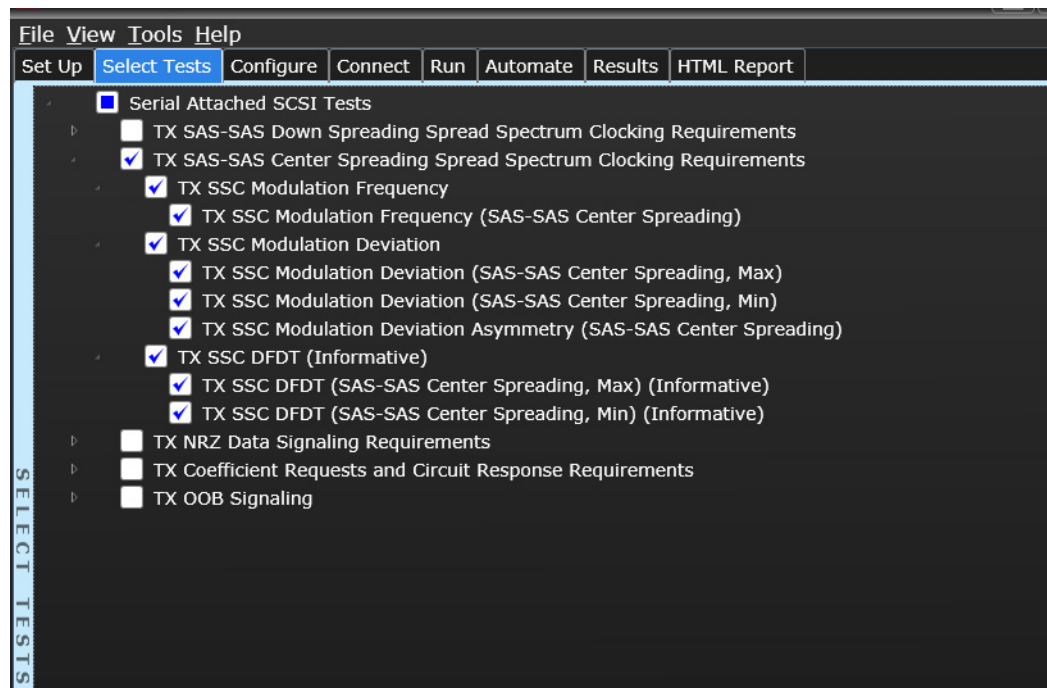 File View Tools Help
Set Up Select Tests Configure Connect Run Automate Results HTML Report
Serial Attached SCSI Tests
TX SAS-SAS Down Spreading Spread Spectrum Clocking Requirements
TX SAS-SAS Center Spreading Spread Spectrum Clocking Requirements
TX SSC Modulation Frequency
TX SSC Modulation Frequency (SAS-SAS Center Spreading)
TX SSC Modulation Deviation
TX SSC Modulation Deviation (SAS-SAS Center Spreading, Max)
TX SSC Modulation Deviation (SAS-SAS Center Spreading, Min)
TX SSC Modulation Deviation Asymmetry (SAS-SAS Center Spreading)
TX SSC DFDT (Informative)
TX SSC DFDT (SAS-SAS Center Spreading, Max) (Informative)
TX SSC DFDT (SAS-SAS Center Spreading, Min) (Informative)
TX NRZ Data Signaling Requirements
TX Coefficient Requests and Circuit Response Requirements
TX OOB Signaling
SELECT TESTS